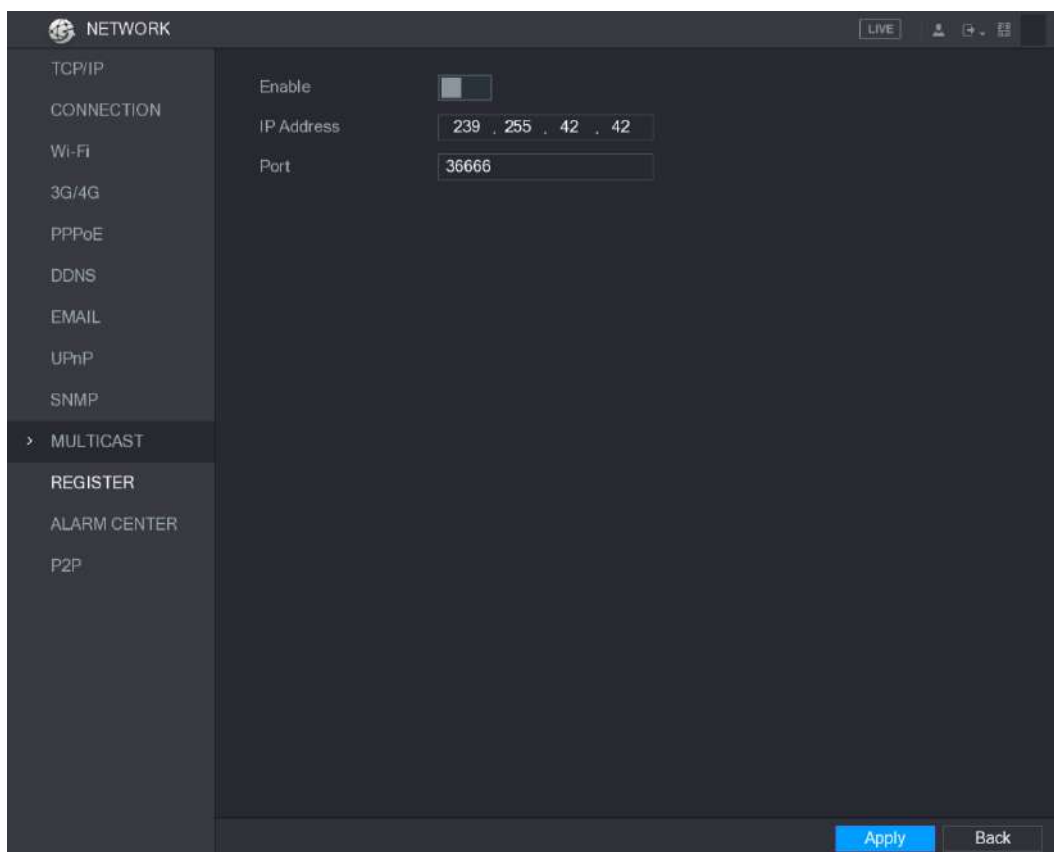 NETWORK LIVE
TCP/IP
CONNECTION
Wi-Fi
3G/4G
PPPoE
DDNS
EMAIL
UPnP
SNMP
MULTICAST
REGISTER
ALARM CENTER
P2P
Enable
IP Address 239 . 255 . 42 . 42
Port 36666
Apply Back